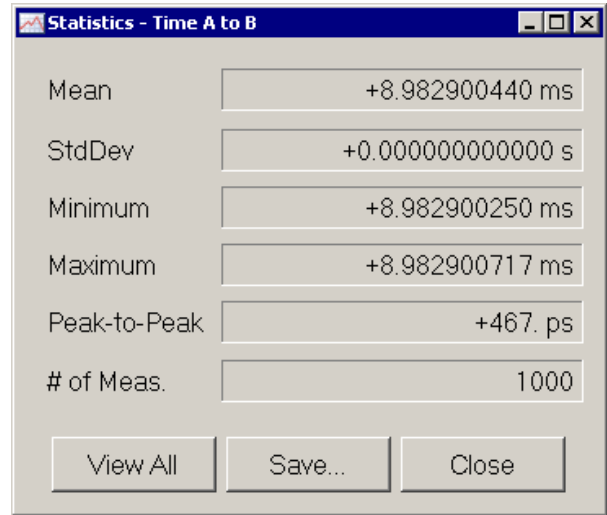 Statistics - Time A to B
Mean +8.982900440 ms
StdDev +0.000000000000 s
Minimum +8.982900250 ms
Maximum +8.982900717 ms
Peak-to-Peak +467. ps
# of Meas. 1000
View All Save... Close